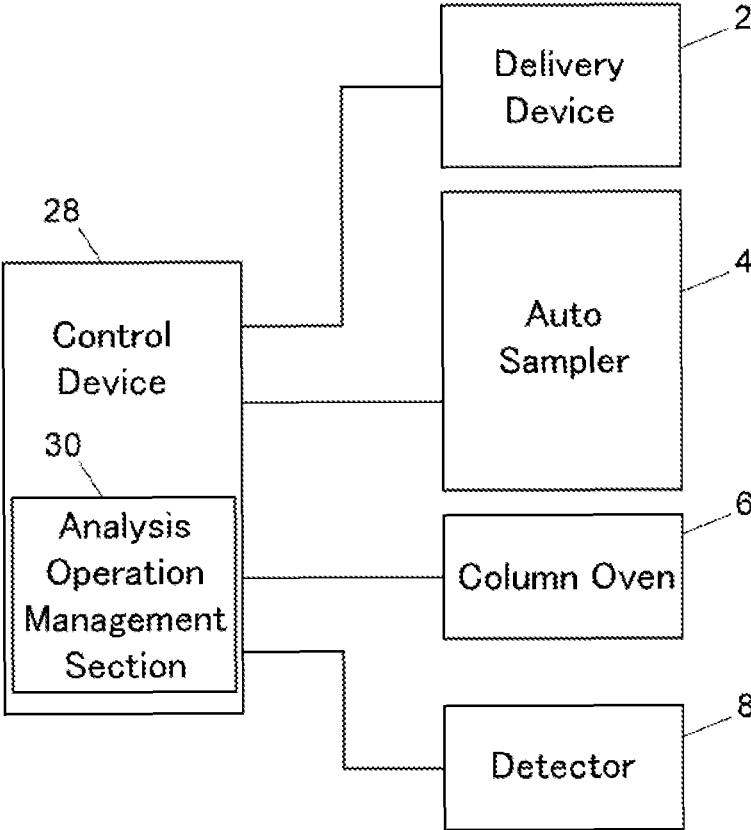 2
Delivery
Device
28
4
Control
Device
Auto
Sampler
30
6
Analysis
Operation
Management
Section
Column Oven
8
Detector